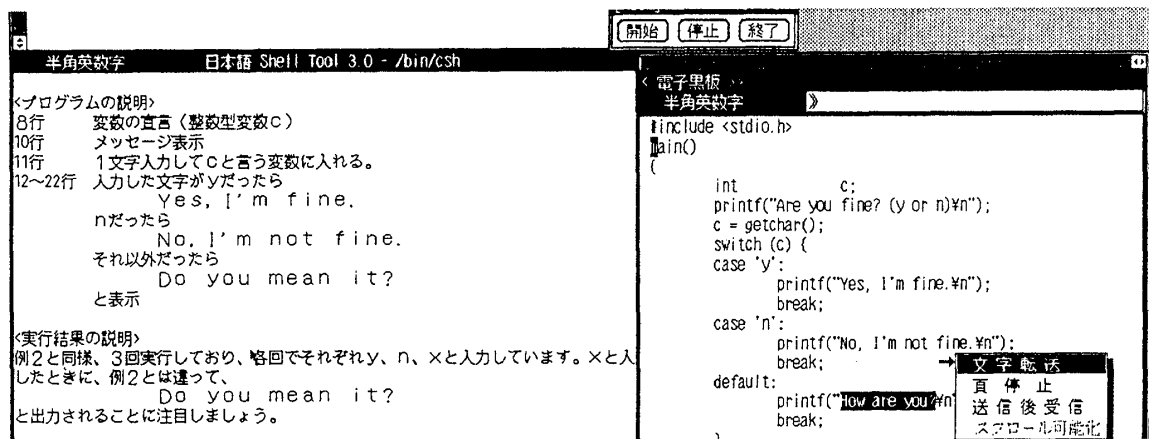 開始 停止 終了
半角英数字 日本語 Shell Tool 3.0 - /bin/csh
<プログラムの説明>
8行 変数の宣言(整数型変数c)
10行 メッセージ表示
11行 1文字入力してcと言う変数に入れる。
12~22行 入力した文字がyだったら
Yes, I'm fine.
nだったら
No, I'm not fine.
それ以外だったら
Do you mean it?
と表示
<実行結果の説明>
例2と同様、3回実行しており、各回でそれぞれy、n、xと入力しています。xと入
したときに、例2とは違って、
Do you mean it?
と出力されることに注目しましょう。
< 電子黒板 >>
半角英数字 》
#include <stdio.h>
main()
{
int c;
printf("Are you fine? (y or n)¥n");
c = getchar();
switch (c) {
case 'y':
printf("Yes, I'm fine.¥n");
break;
case 'n':
printf("No, I'm not fine.¥n");
break;
default:
printf("How are you?¥n"
break;
}
→ 文字転送
頁停止
送信後受信
スクロール可能化